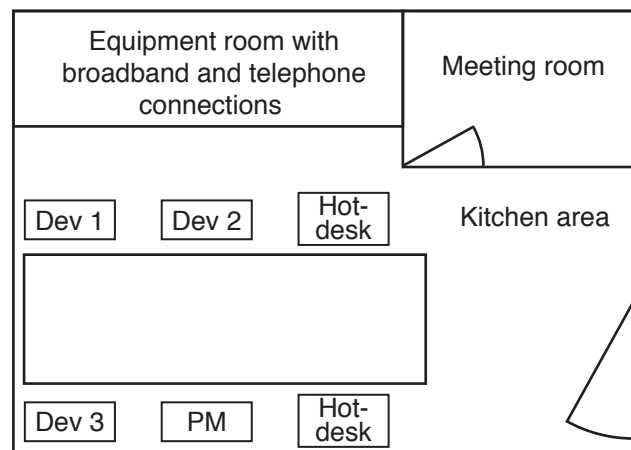 Equipment room with
broadband and telephone
connections
Meeting room
Dev 1
Dev 2
Hot-
desk
Kitchen area
Dev 3
PM
Hot-
desk